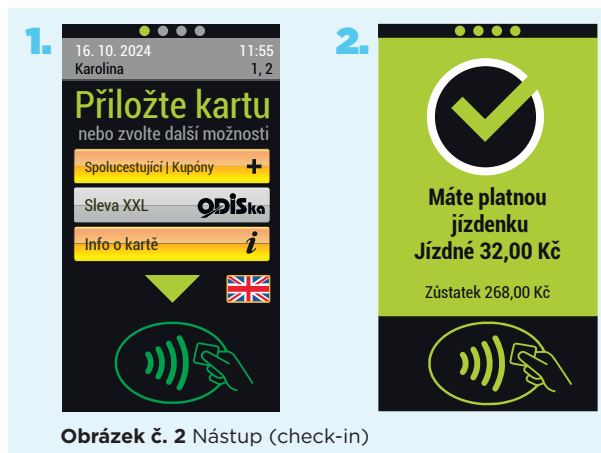 1.
16. 10. 2024 11:55
Karolina 1, 2
Přiložte kartu
nebo zvolte další možnosti
Spolucestující | Kupóny +
Sleva XXL ODISka
Info o kartě i
2.
Máte platnou
jízdenku
Jízdné 32,00 Kč
Zůstatek 268,00 Kč
Obrázek č. 2 Nástup (check-in)